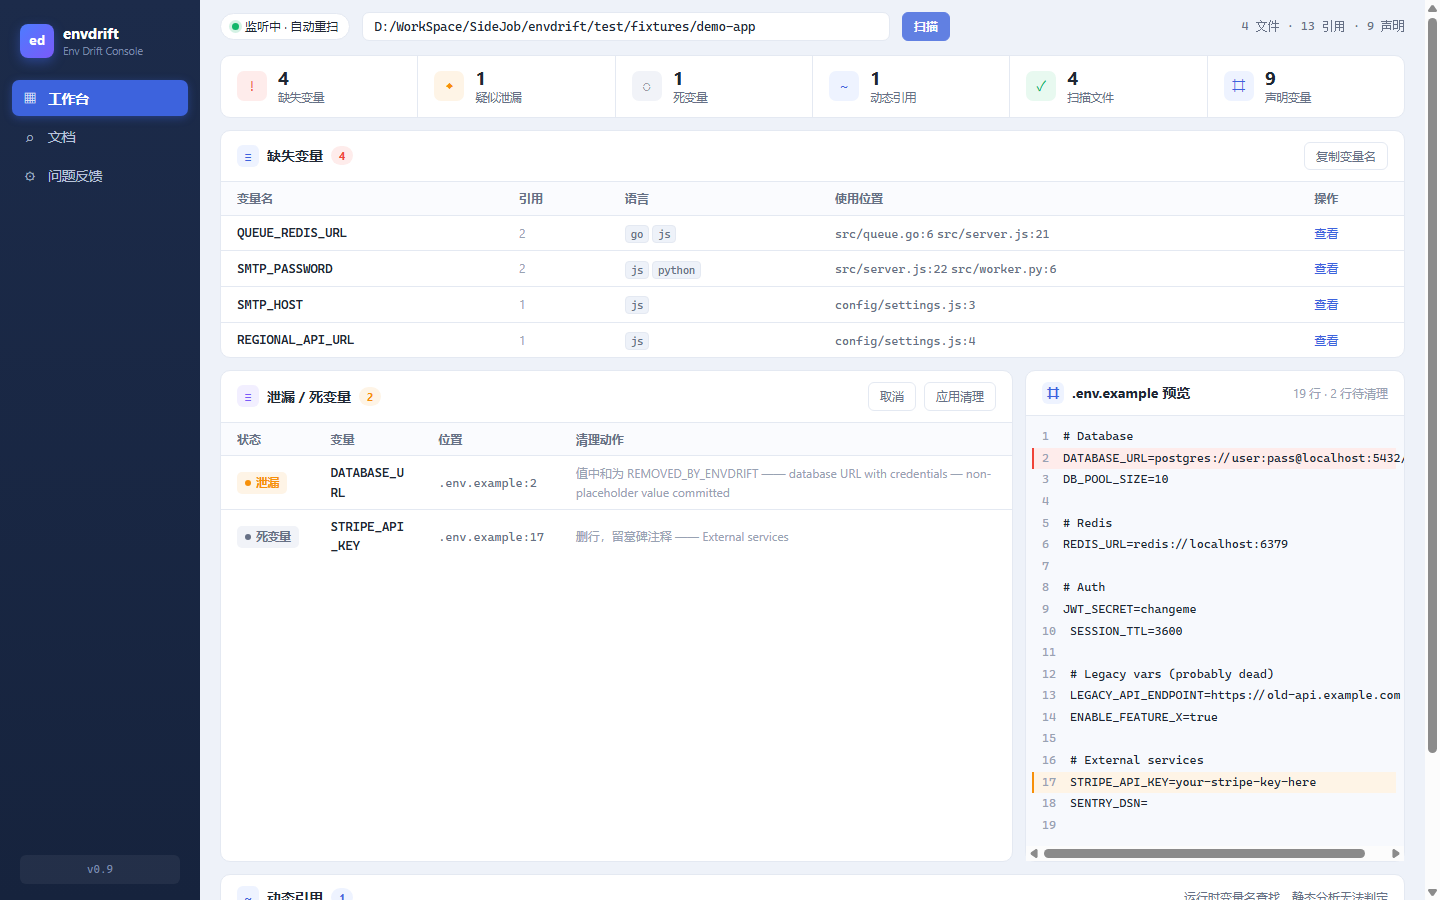 ed
envdrift
Env Drift Console
工作台
文档
问题反馈
v0.9
监听中 · 自动重扫
D:/WorkSpace/SideJob/envdrift/test/fixtures/demo-app
扫描
4 文件 · 13 引用 · 9 声明
4
缺失变量
1
疑似泄漏
1
死变量
1
动态引用
4
扫描文件
9
声明变量
缺失变量 4
复制变量名
变量名 引用 语言 使用位置 操作
QUEUE_REDIS_URL 2 go js src/queue.go:6 src/server.js:21 查看
SMTP_PASSWORD 2 js python src/server.js:22 src/worker.py:6 查看
SMTP_HOST 1 js config/settings.js:3 查看
REGIONAL_API_URL 1 js config/settings.js:4 查看
泄漏 / 死变量 2
取消 应用清理
状态 变量 位置 清理动作
泄漏 DATABASE_U
RL .env.example:2 值中和为 REMOVED_BY_ENVDRIFT —— database URL with credentials — non-
placeholder value committed
死变量 STRIPE_API
_KEY .env.example:17 删行，留墓碑注释 —— External services
.env.example 预览 19 行 · 2 行待清理
1 # Database
2 DATABASE_URL=postgres://user:pass@localhost:5432/
3 DB_POOL_SIZE=10
4
5 # Redis
6 REDIS_URL=redis://localhost:6379
7
8 # Auth
9 JWT_SECRET=changeme
10 SESSION_TTL=3600
11
12 # Legacy vars (probably dead)
13 LEGACY_API_ENDPOINT=https://old-api.example.com
14 ENABLE_FEATURE_X=true
15
16 # External services
17 STRIPE_API_KEY=your-stripe-key-here
18 SENTRY_DSN=
19
动态引用 1
运行时变量名查找，静态分析无法判定